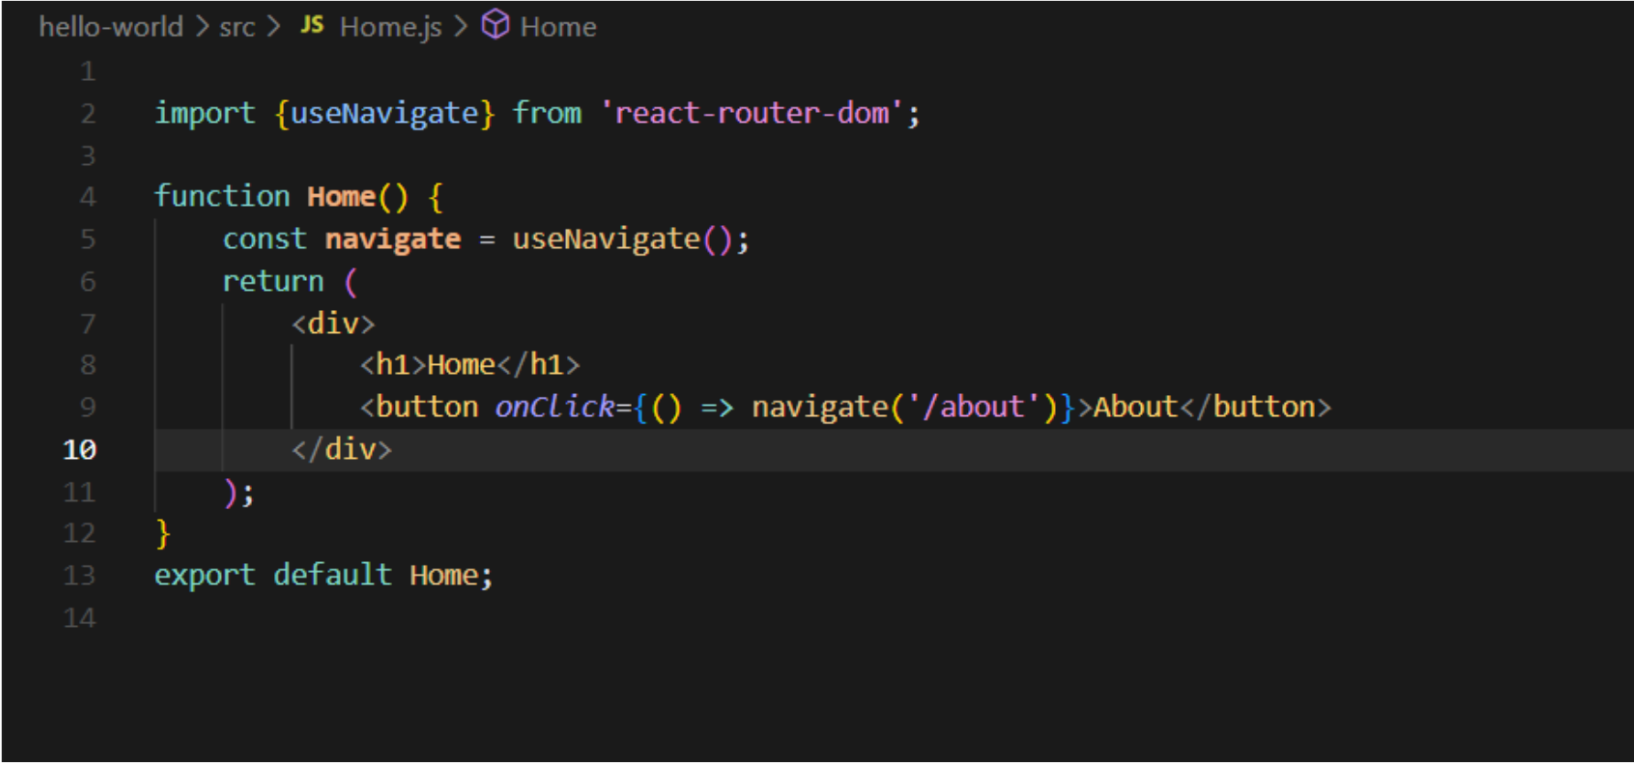 hello-world > src > JS Home.js > Home
1
2 import {useNavigate} from 'react-router-dom';
3
4 function Home() {
5     const navigate = useNavigate();
6     return (
7         <div>
8             <h1>Home</h1>
9             <button onClick={() => navigate('/about')}>About</button>
10         </div>
11     );
12 }
13 export default Home;
14